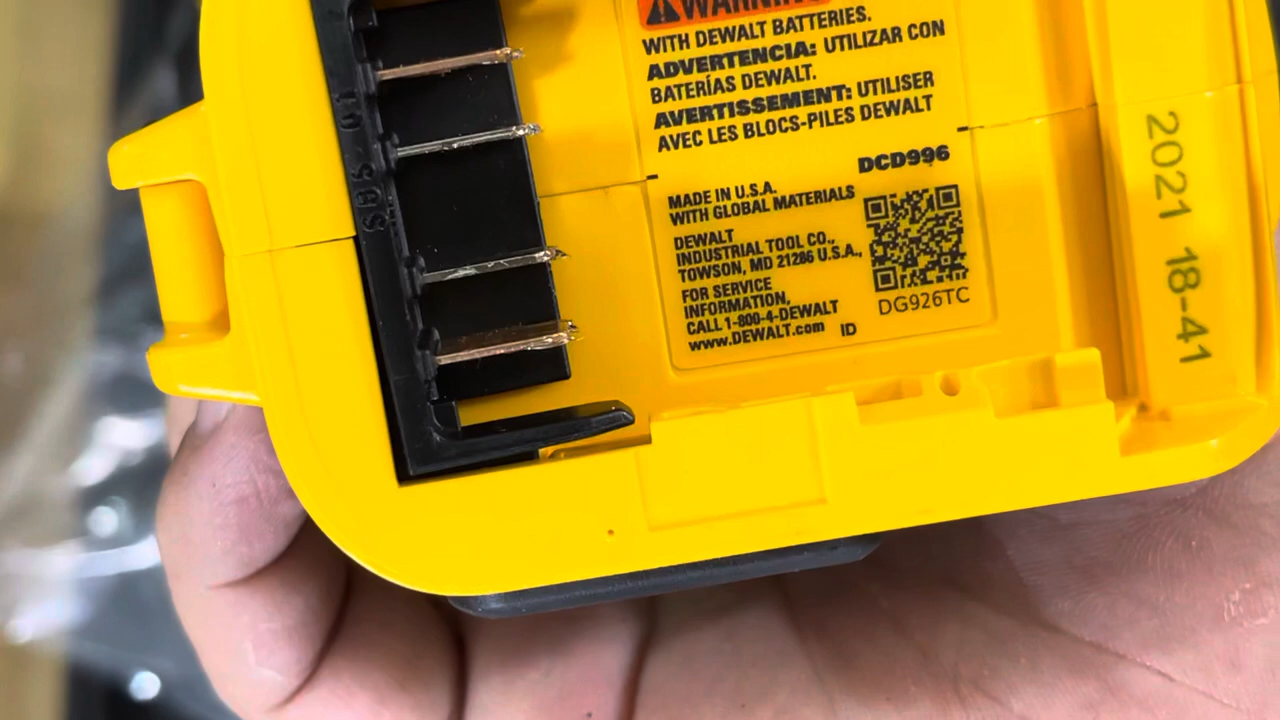 WARNING
WITH DEWALT BATTERIES.
ADVERTENCIA: UTILIZAR CON
BATERÍAS DEWALT.
AVERTISSEMENT: UTILISER
AVEC LES BLOCS-PILES DEWALT
DCD996
MADE IN U.S.A.
WITH GLOBAL MATERIALS
DEWALT
INDUSTRIAL TOOL CO.,
TOWSON, MD 21286 U.S.A.,
FOR SERVICE
INFORMATION,
CALL 1-800-4-DEWALT
www.DEWALT.com ID
DG926TC
2021 18-41